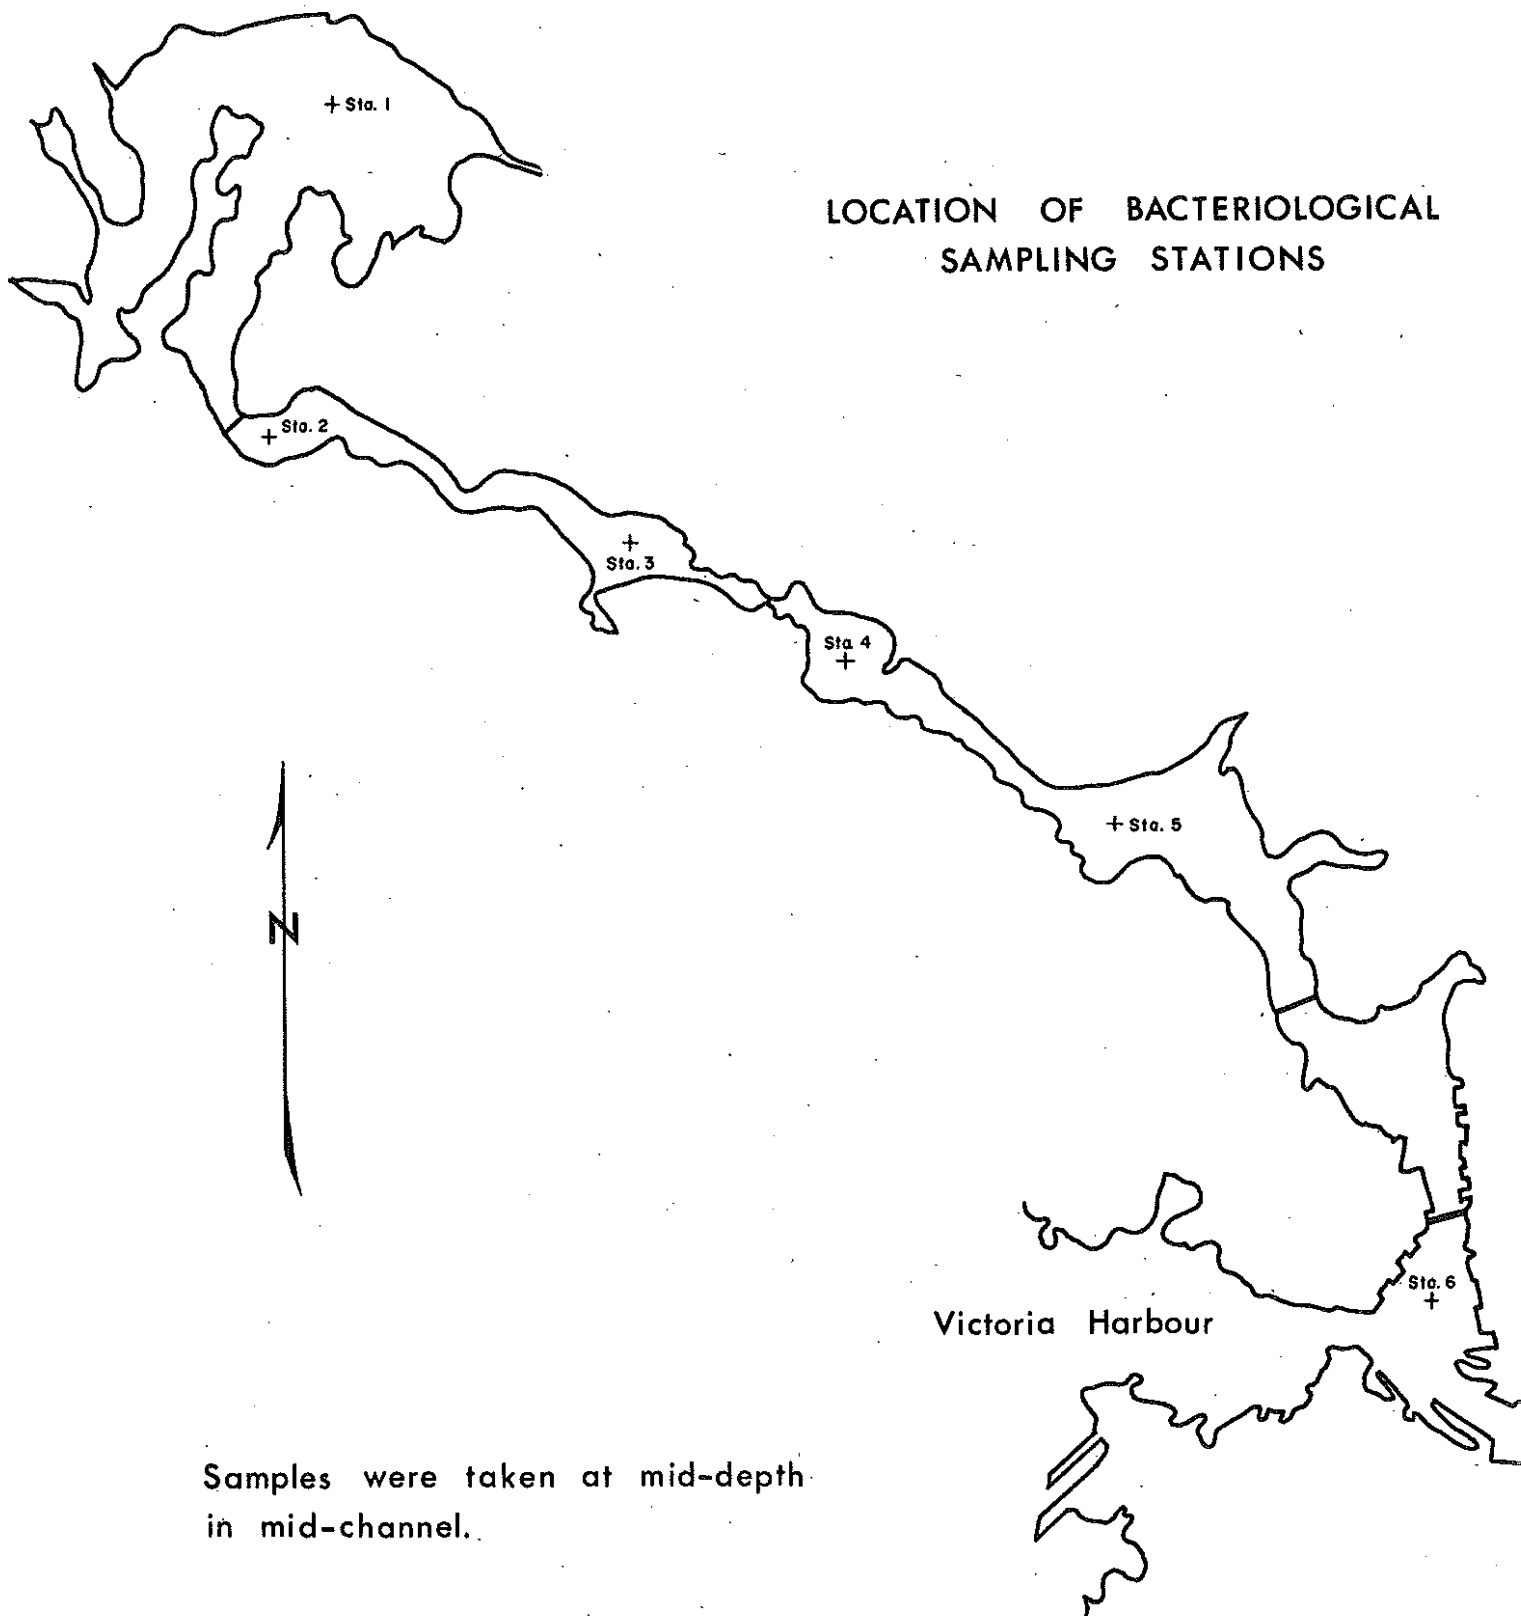 Sta. 1
LOCATION OF BACTERIOLOGICAL
SAMPLING STATIONS
Sta. 2
Sta. 3
Sta 4
Sta. 5
N
Sta. 6
Victoria Harbour
Samples were taken at mid-depth
in mid-channel.